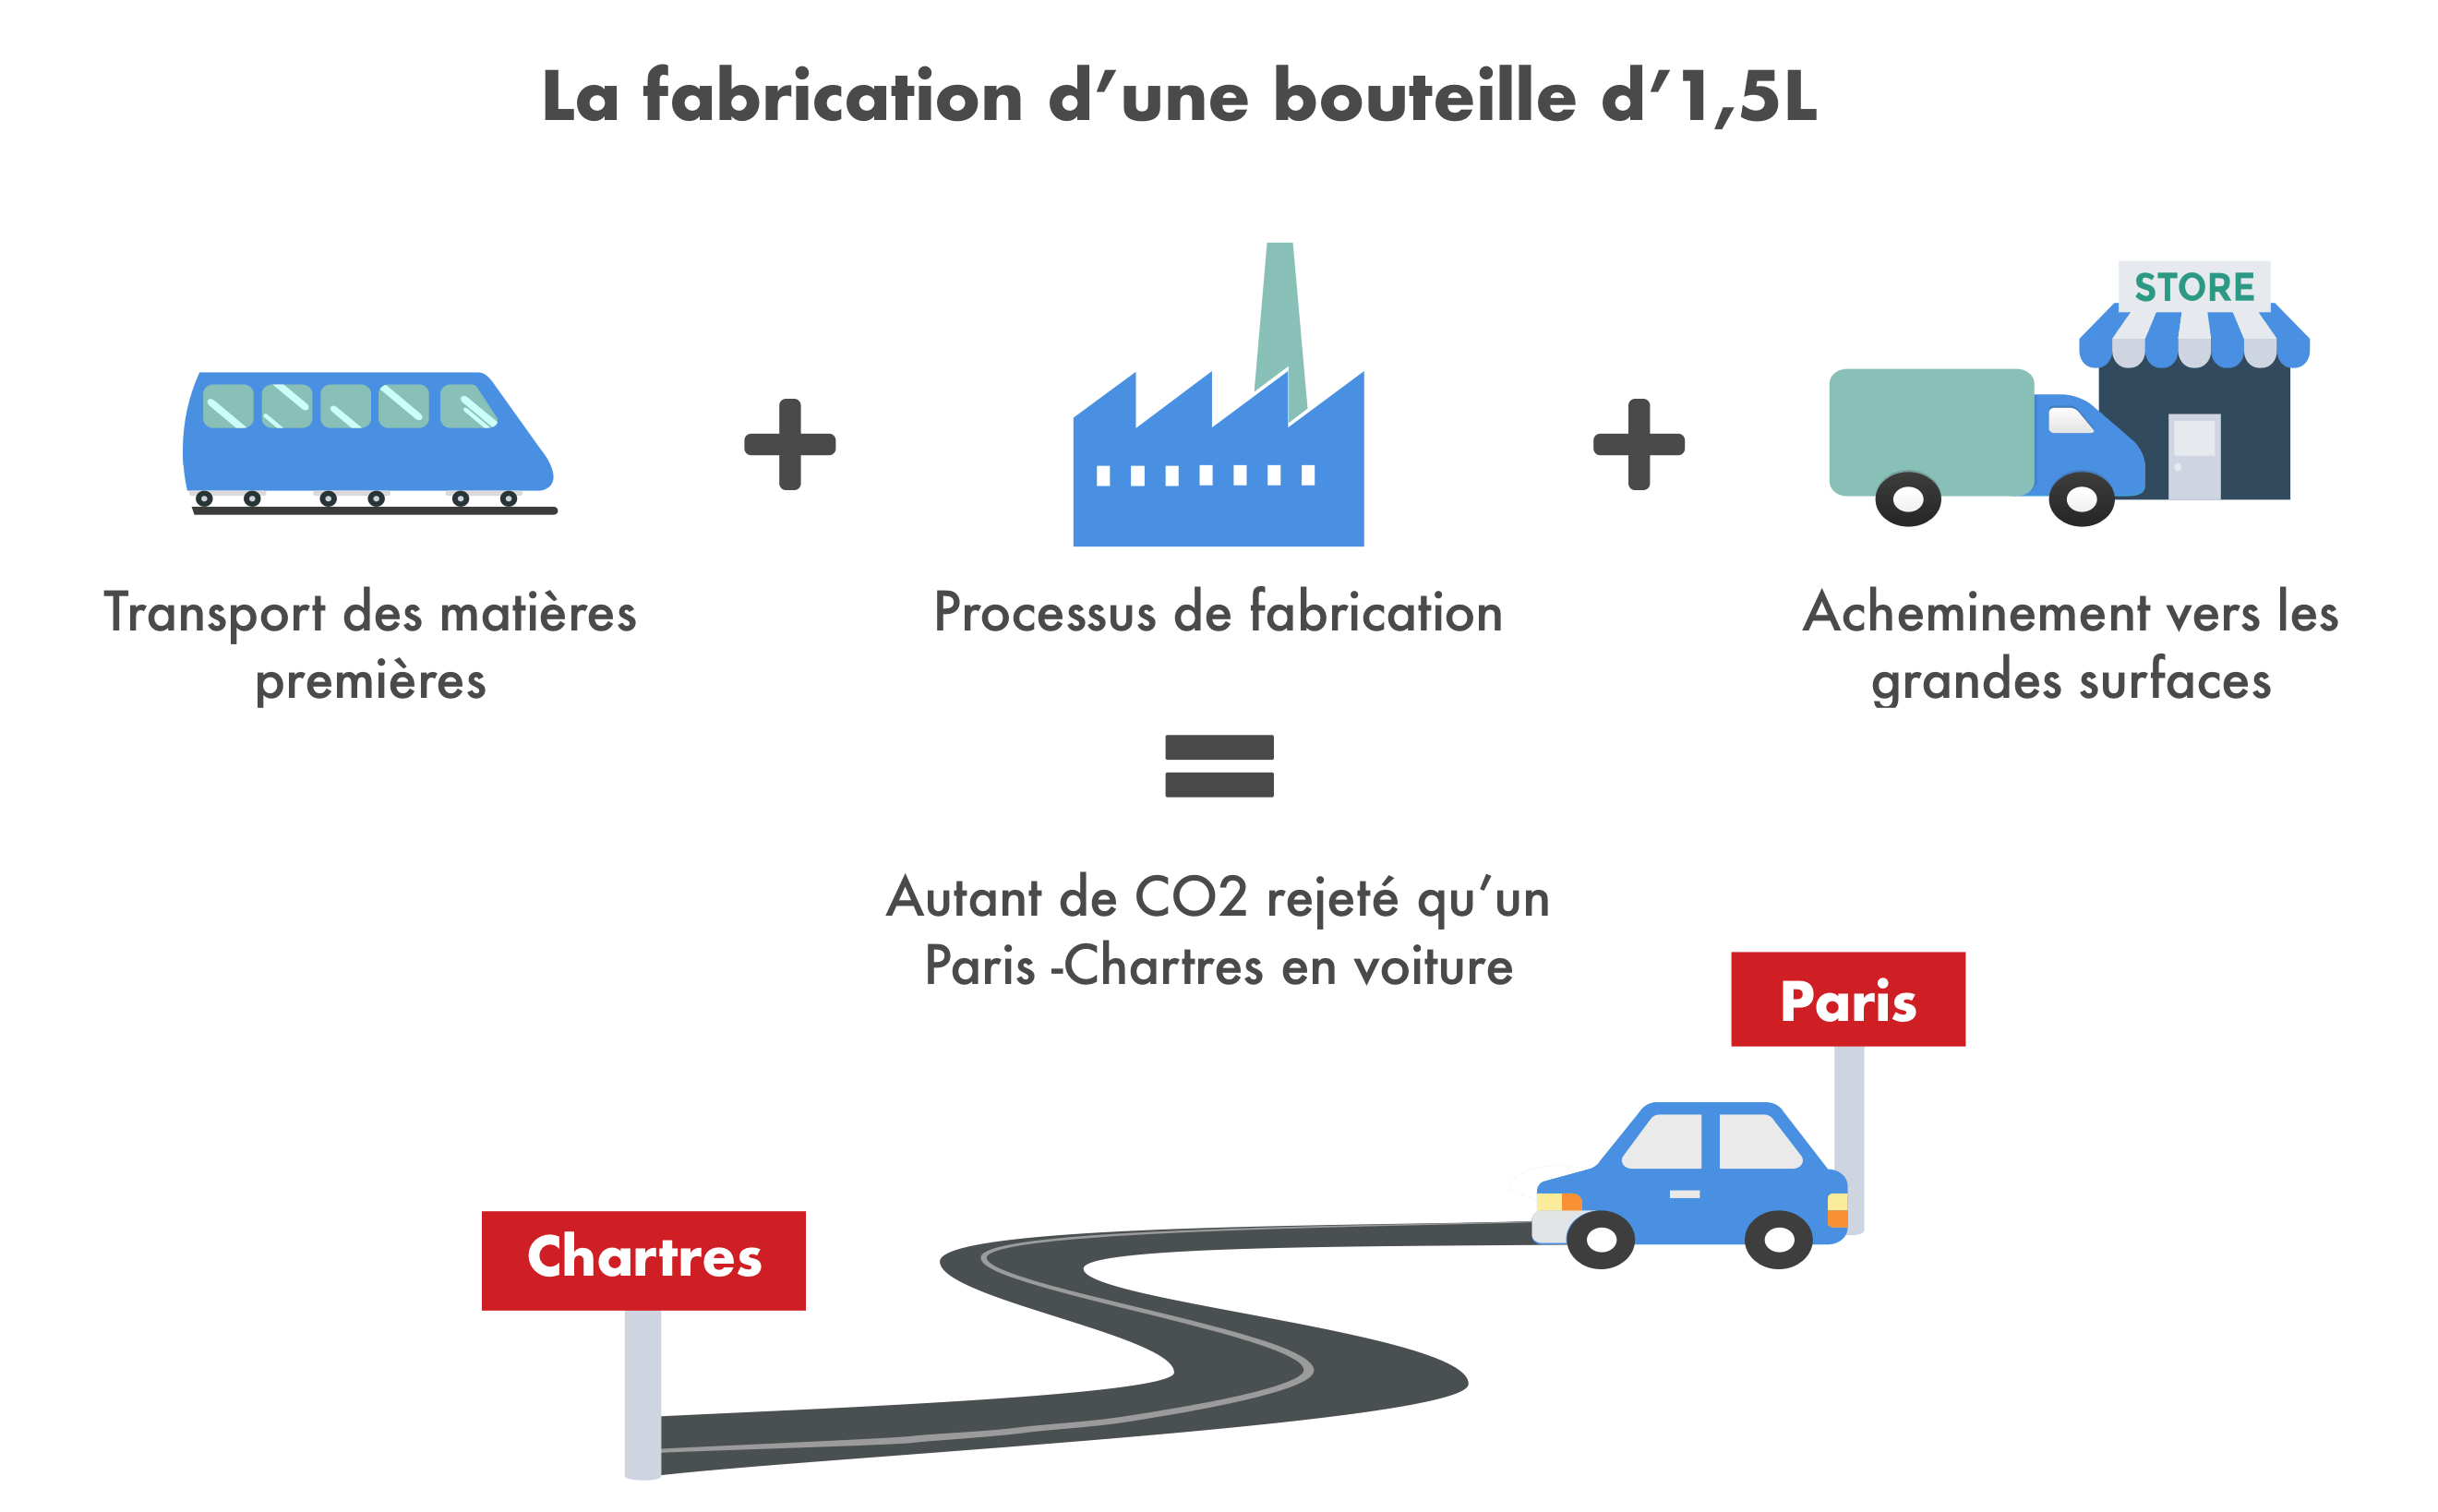 La fabrication d’une bouteille d’1,5L
STORE
Transport des matières
premières
Processus de fabrication
Acheminement vers les
grandes surfaces
Autant de CO2 rejeté qu’un
Paris -Chartres en voiture
Paris
Chartres